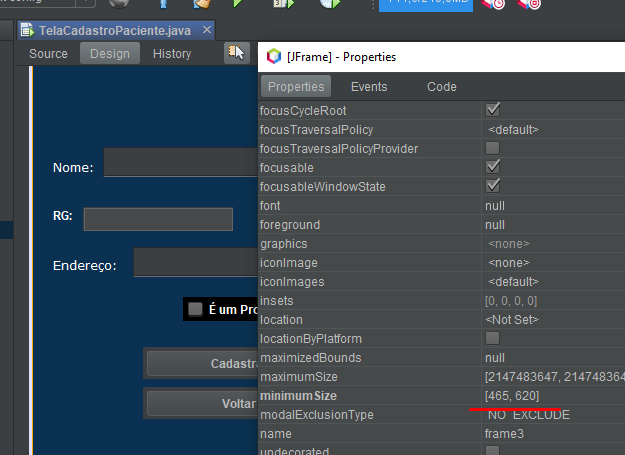 TelaCadastroPaciente.java
Source Design History
[JFrame] - Properties
Properties Events Code
Nome:
RG:
Endereço:
É um Pro
Cadastr
Voltar
focusCycleRoot
focusTraversalPolicy <default>
focusTraversalPolicyProvider
focusable
focusableWindowState
font null
foreground null
graphics <none>
iconImage <none>
iconImages <default>
insets [0, 0, 0, 0]
location <Not Set>
locationByPlatform
maximizedBounds null
maximumSize [2147483647, 214748364
minimumSize [465, 620]
modalExclusionType NO_EXCLUDE
name frame3
undecorated